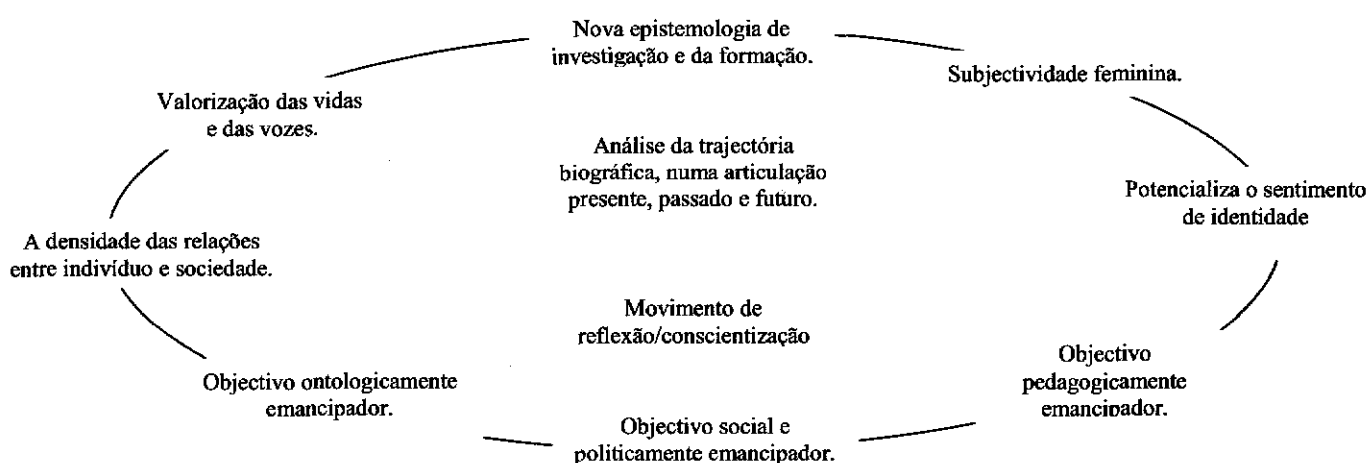 Nova epistemologia de
investigação e da formação.
Subjectividade feminina.
Valorização das vidas
e das vozes.
Análise da trajectória
biográfica, numa articulação
presente, passado e futuro.
Potencializa o sentimento
de identidade
A densidade das relações
entre indivíduo e sociedade.
Movimento de
reflexão/conscientização
Objectivo
pedagogicamente
emancipador.
Objectivo ontologicamente
emancipador.
Objectivo social e
politicamente emancipador.